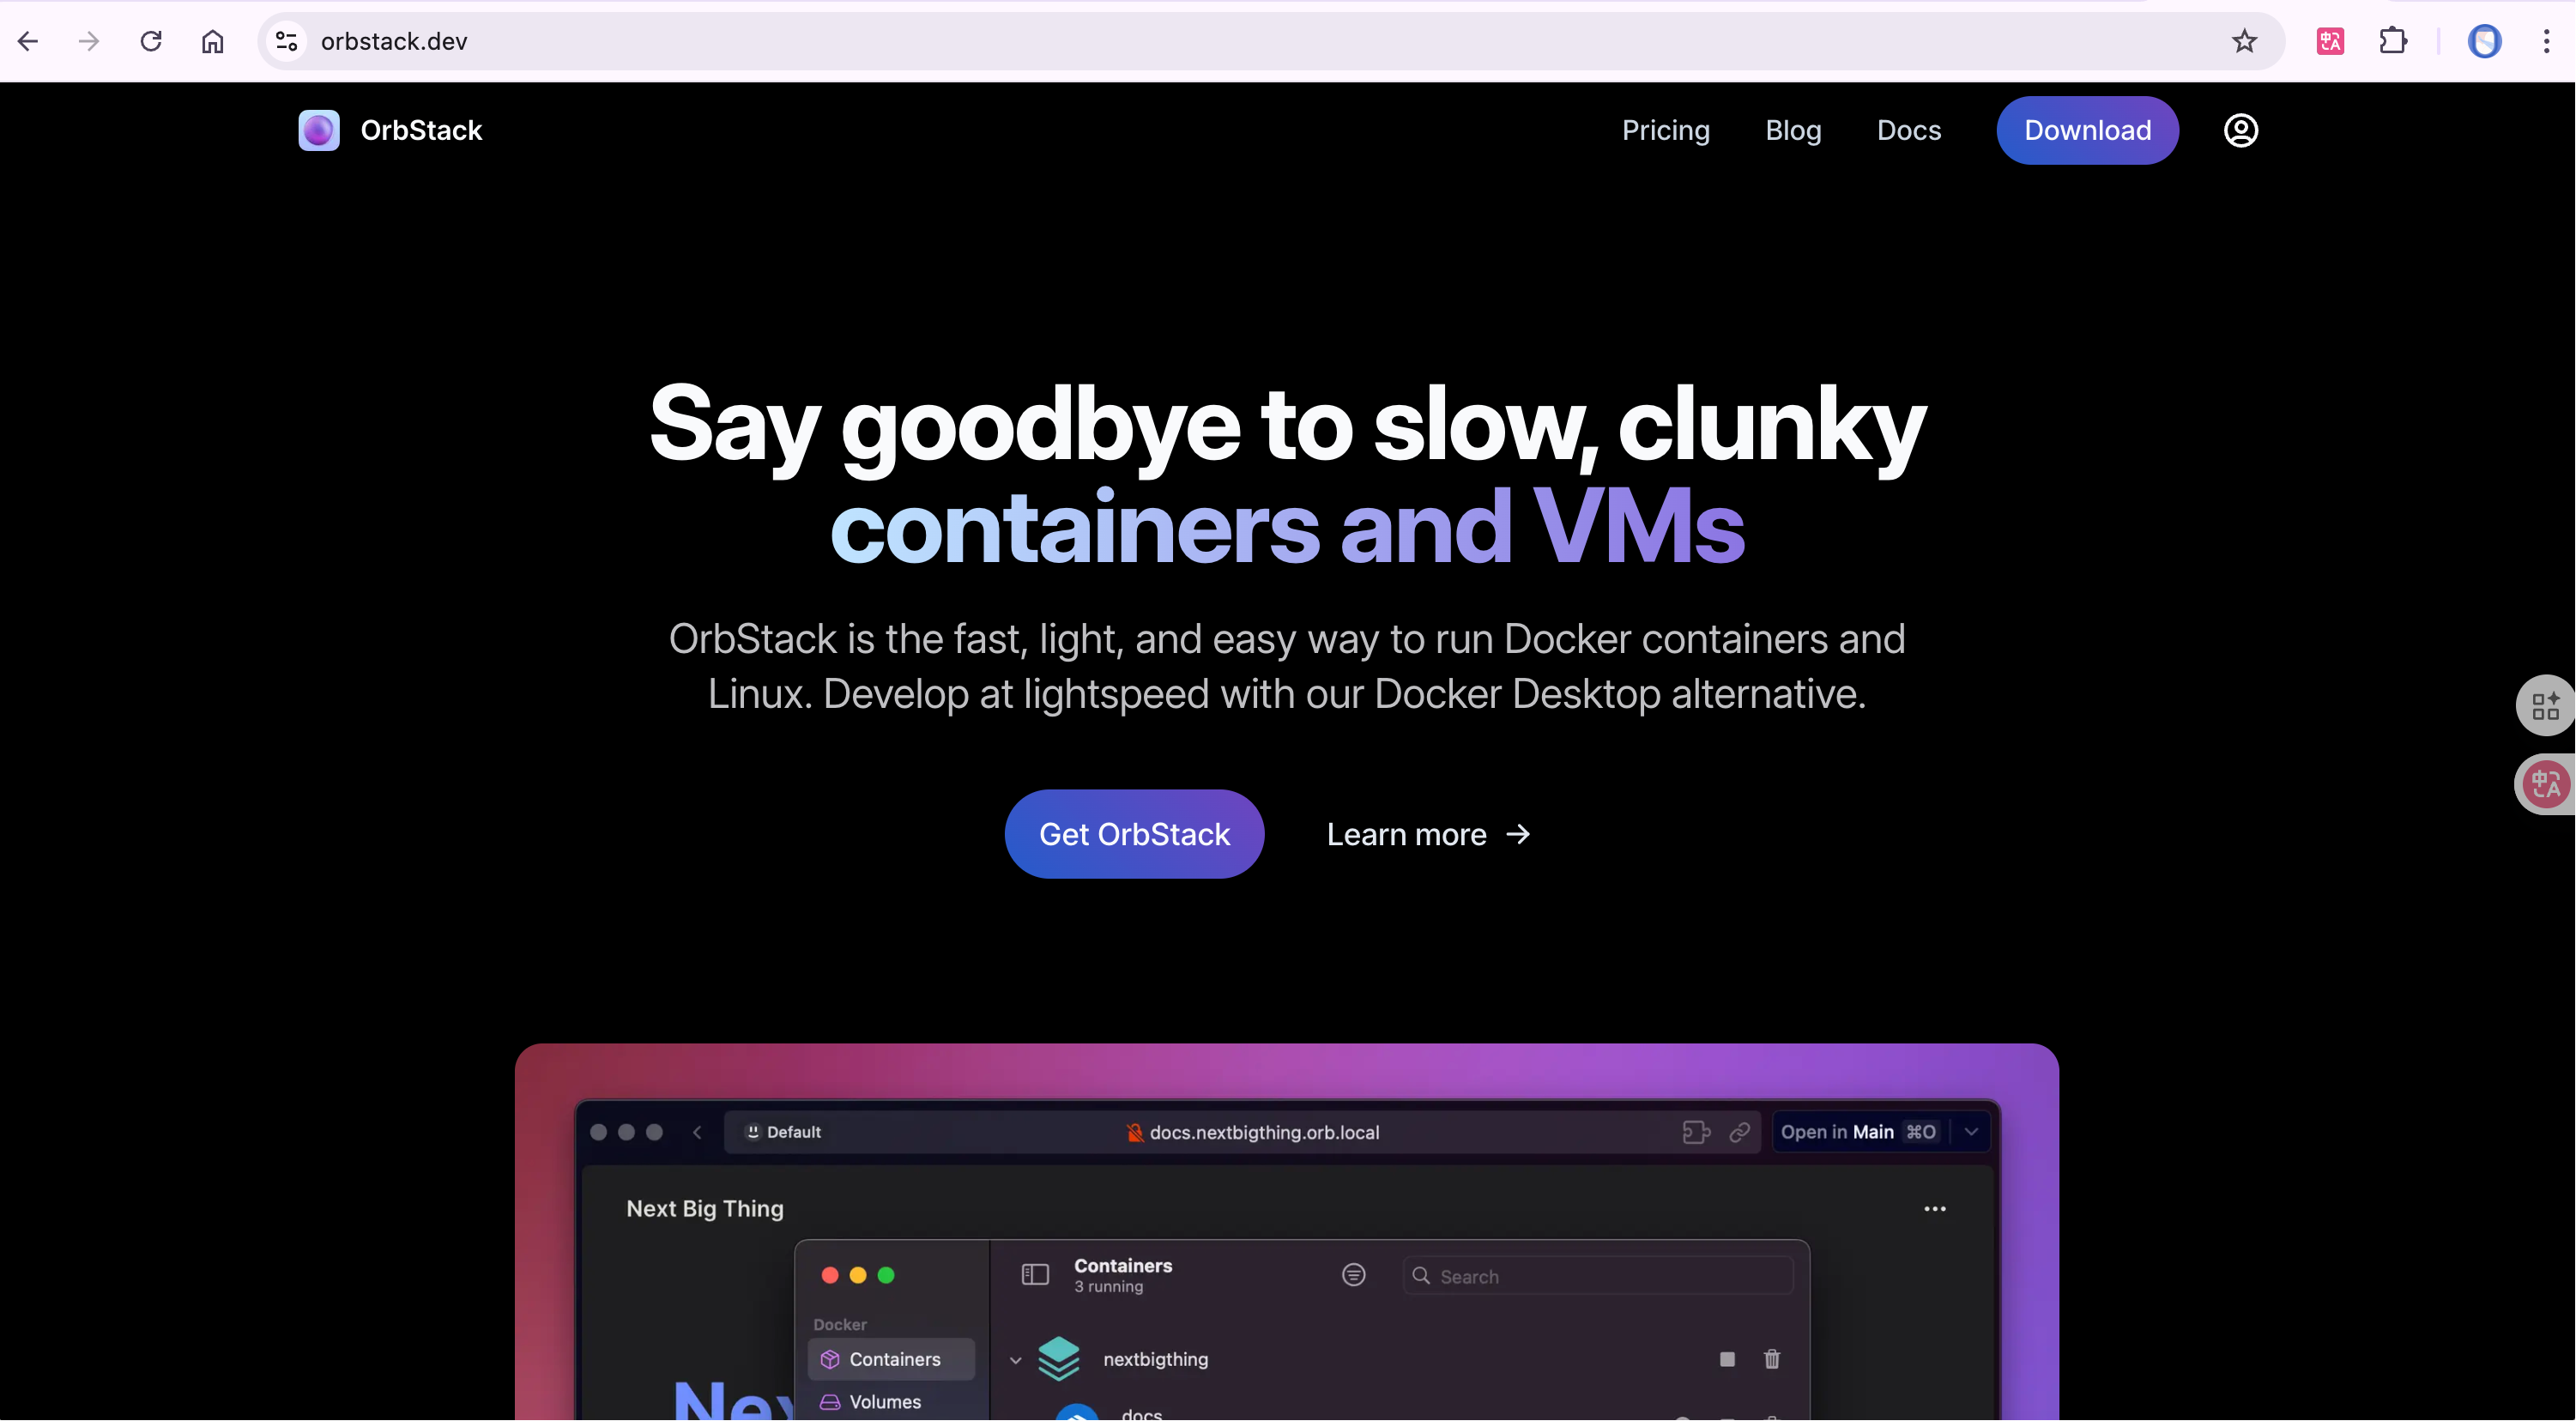 orbstack.dev
OrbStack
Pricing
Blog
Docs
Download
Say goodbye to slow, clunky
containers and VMs
OrbStack is the fast, light, and easy way to run Docker containers and
Linux. Develop at lightspeed with our Docker Desktop alternative.
Get OrbStack
Learn more →
Default
docs.nextbigthing.orb.local
Open in Main ⌘O
Next Big Thing
Containers
3 running
Search
Docker
Containers
nextbigthing
Volumes
docs